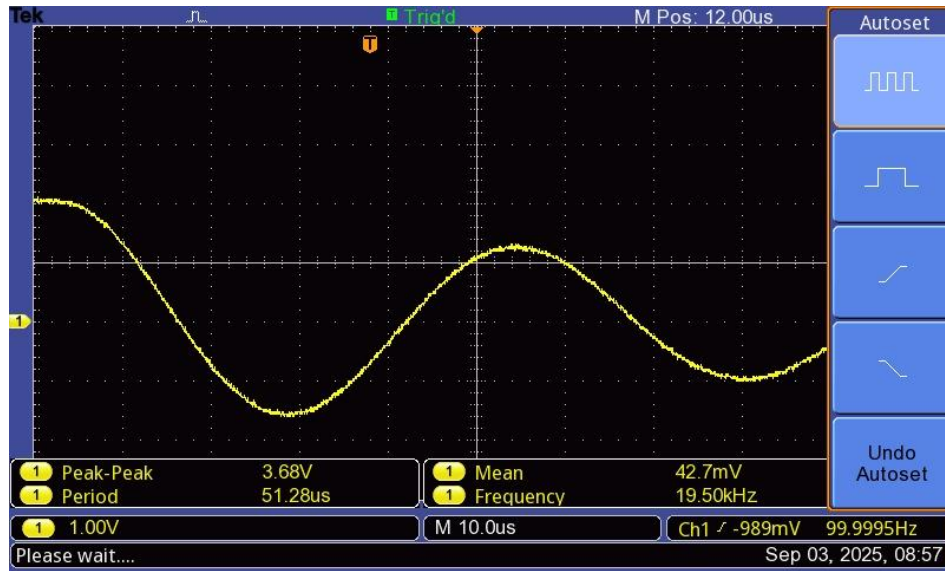 Tek T Trig'd M Pos: 12.00us
Autoset
T
1
1 Peak-Peak 3.68V 1 Mean 42.7mV
1 Period 51.28us 1 Frequency 19.50kHz
Undo
Autoset
1 1.00V M 10.0us Ch1 -989mV 99.9995Hz
Please wait.... Sep 03, 2025, 08:57